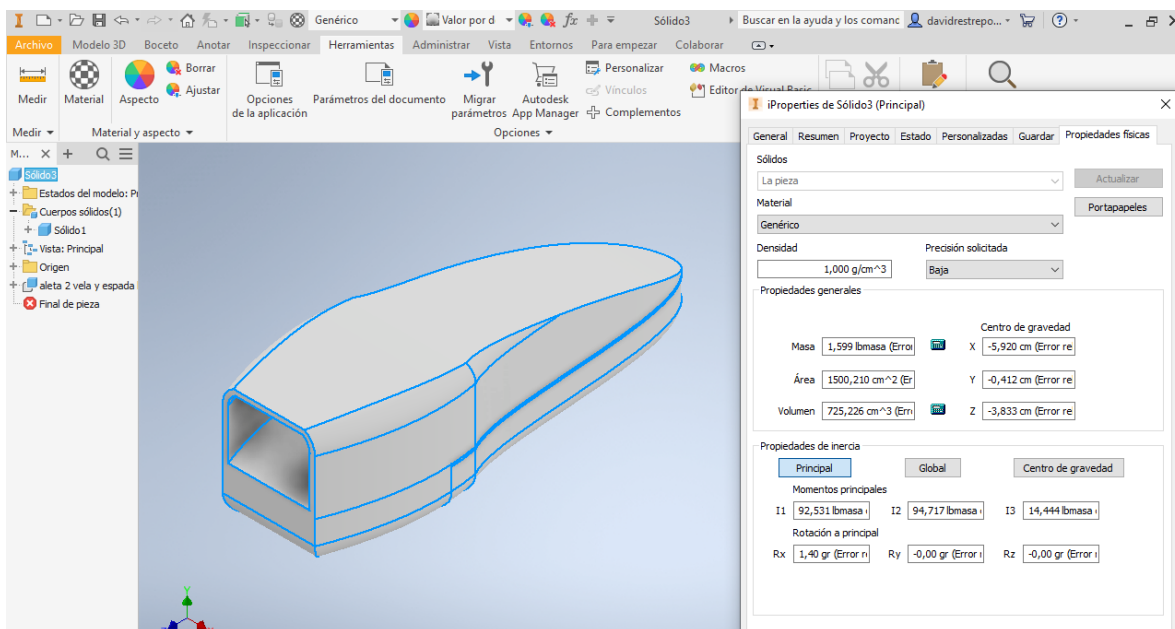 Genérico
Valor por d
fx
Sólido3
Buscar en la ayuda y los comanc
davidrestrepo...
Archivo Modelo 3D Boceto Anotar Inspeccionar Herramientas Administrar Vista Entornos Para empezar Colaborar
Medir
Material
Aspecto
Borrar
Ajustar
Opciones de la aplicación
Parámetros del documento
Migrar parámetros
Autodesk App Manager
Personalizar
Vínculos
Complementos
Macros
Editor de Visual Basic
Medir
Material y aspecto
Opciones
M...
Sólido3
Estados del modelo: Pr
Cuerpos sólidos(1)
Sólido1
Vista: Principal
Origen
aleta 2 vela y espada
Final de pieza
Y
iProperties de Sólido3 (Principal)
General Resumen Proyecto Estado Personalizadas Guardar Propiedades físicas
Sólidos
La pieza
Actualizar
Material
Portapapeles
Genérico
Densidad Precisión solicitada
1,000 g/cm^3 Baja
Propiedades generales
Centro de gravedad
Masa 1,599 lbmasa (Error X -5,920 cm (Error re
Área 1500,210 cm^2 (Er Y -0,412 cm (Error re
Volumen 725,226 cm^3 (Erro Z -3,833 cm (Error re
Propiedades de inercia
Principal Global Centro de gravedad
Momentos principales
I1 92,531 lbmasa I2 94,717 lbmasa I3 14,444 lbmasa
Rotación a principal
Rx 1,40 gr (Error r Ry -0,00 gr (Error Rz -0,00 gr (Error